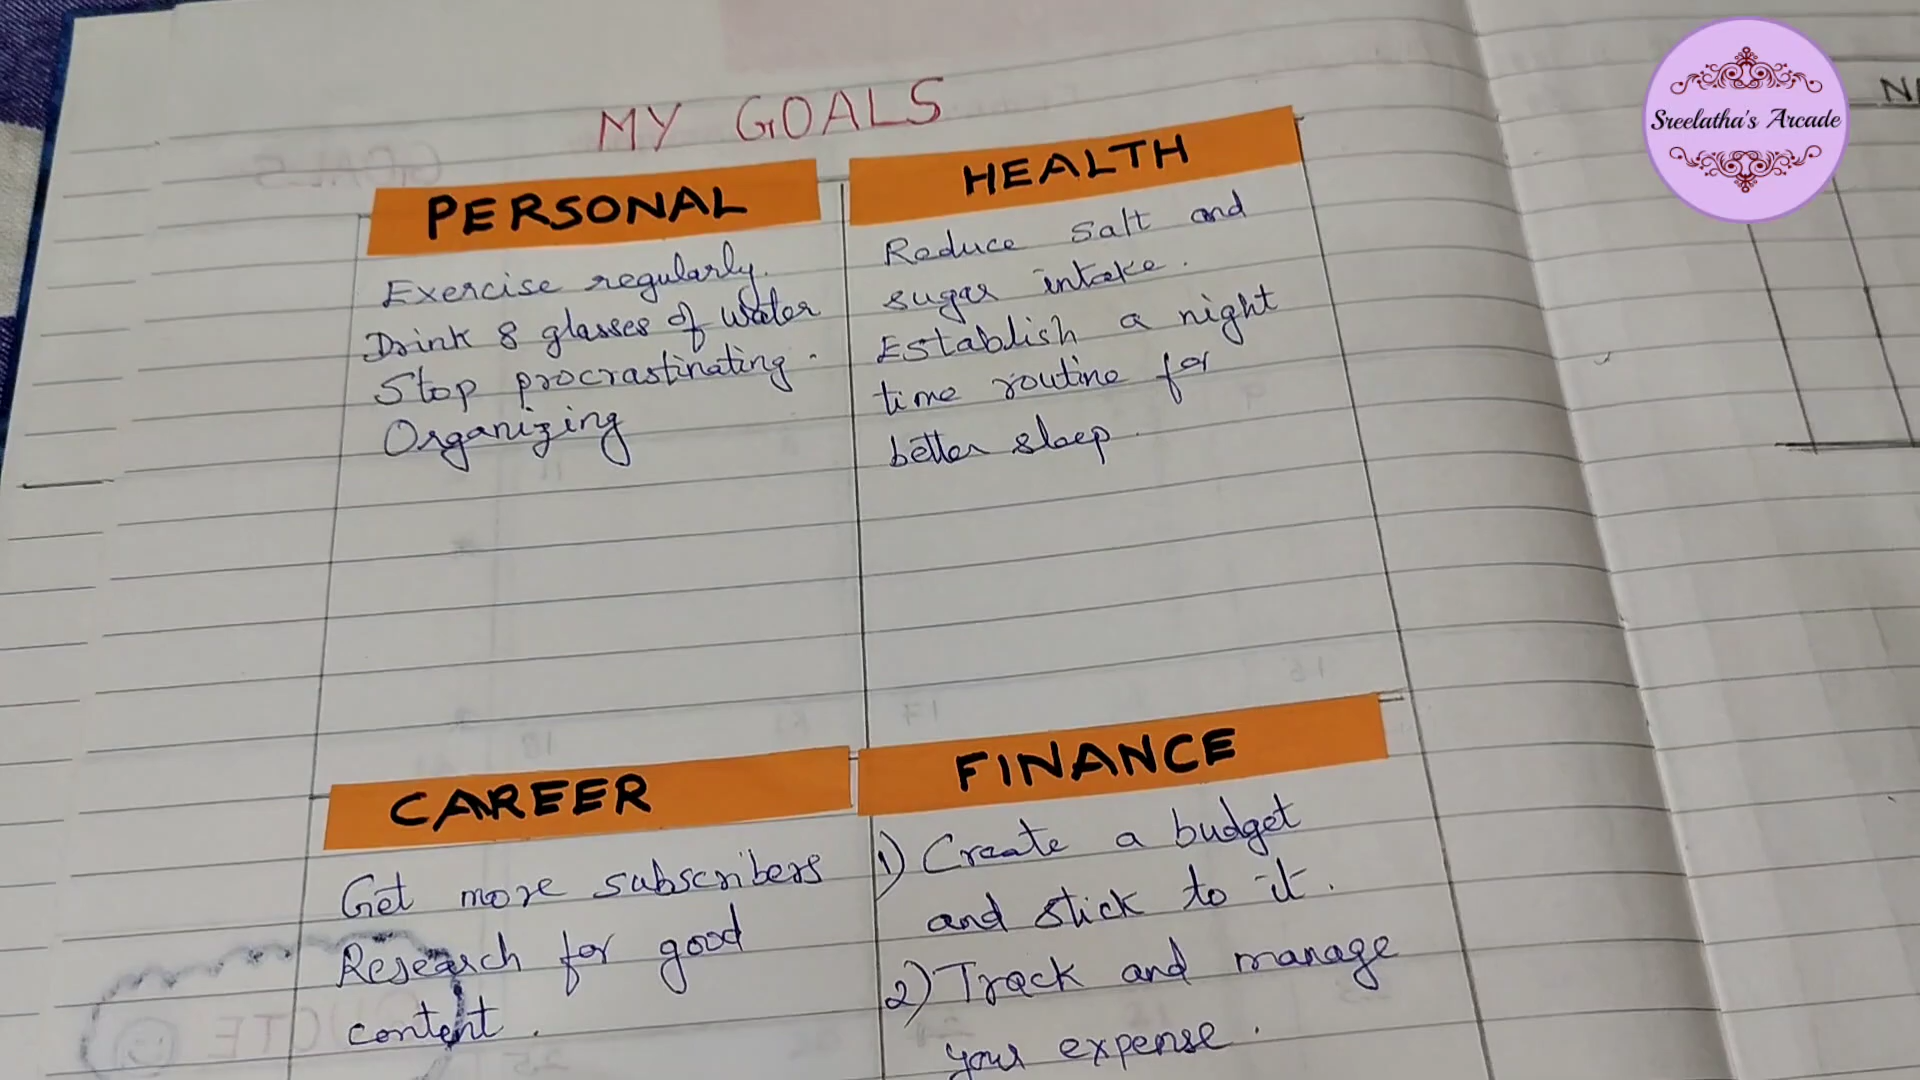 MY GOALS
PERSONAL
Exercise regularly.
Drink 8 glasses of water
Stop procrastinating.
Organizing
HEALTH
Reduce salt and
sugar intake.
Establish a night
time routine for
better sleep.
CAREER
Get more subscribers
Research for good
content.
FINANCE
1) Create a budget
and stick to it.
2) Track and manage
your expense.
Sreelatha's Arcade